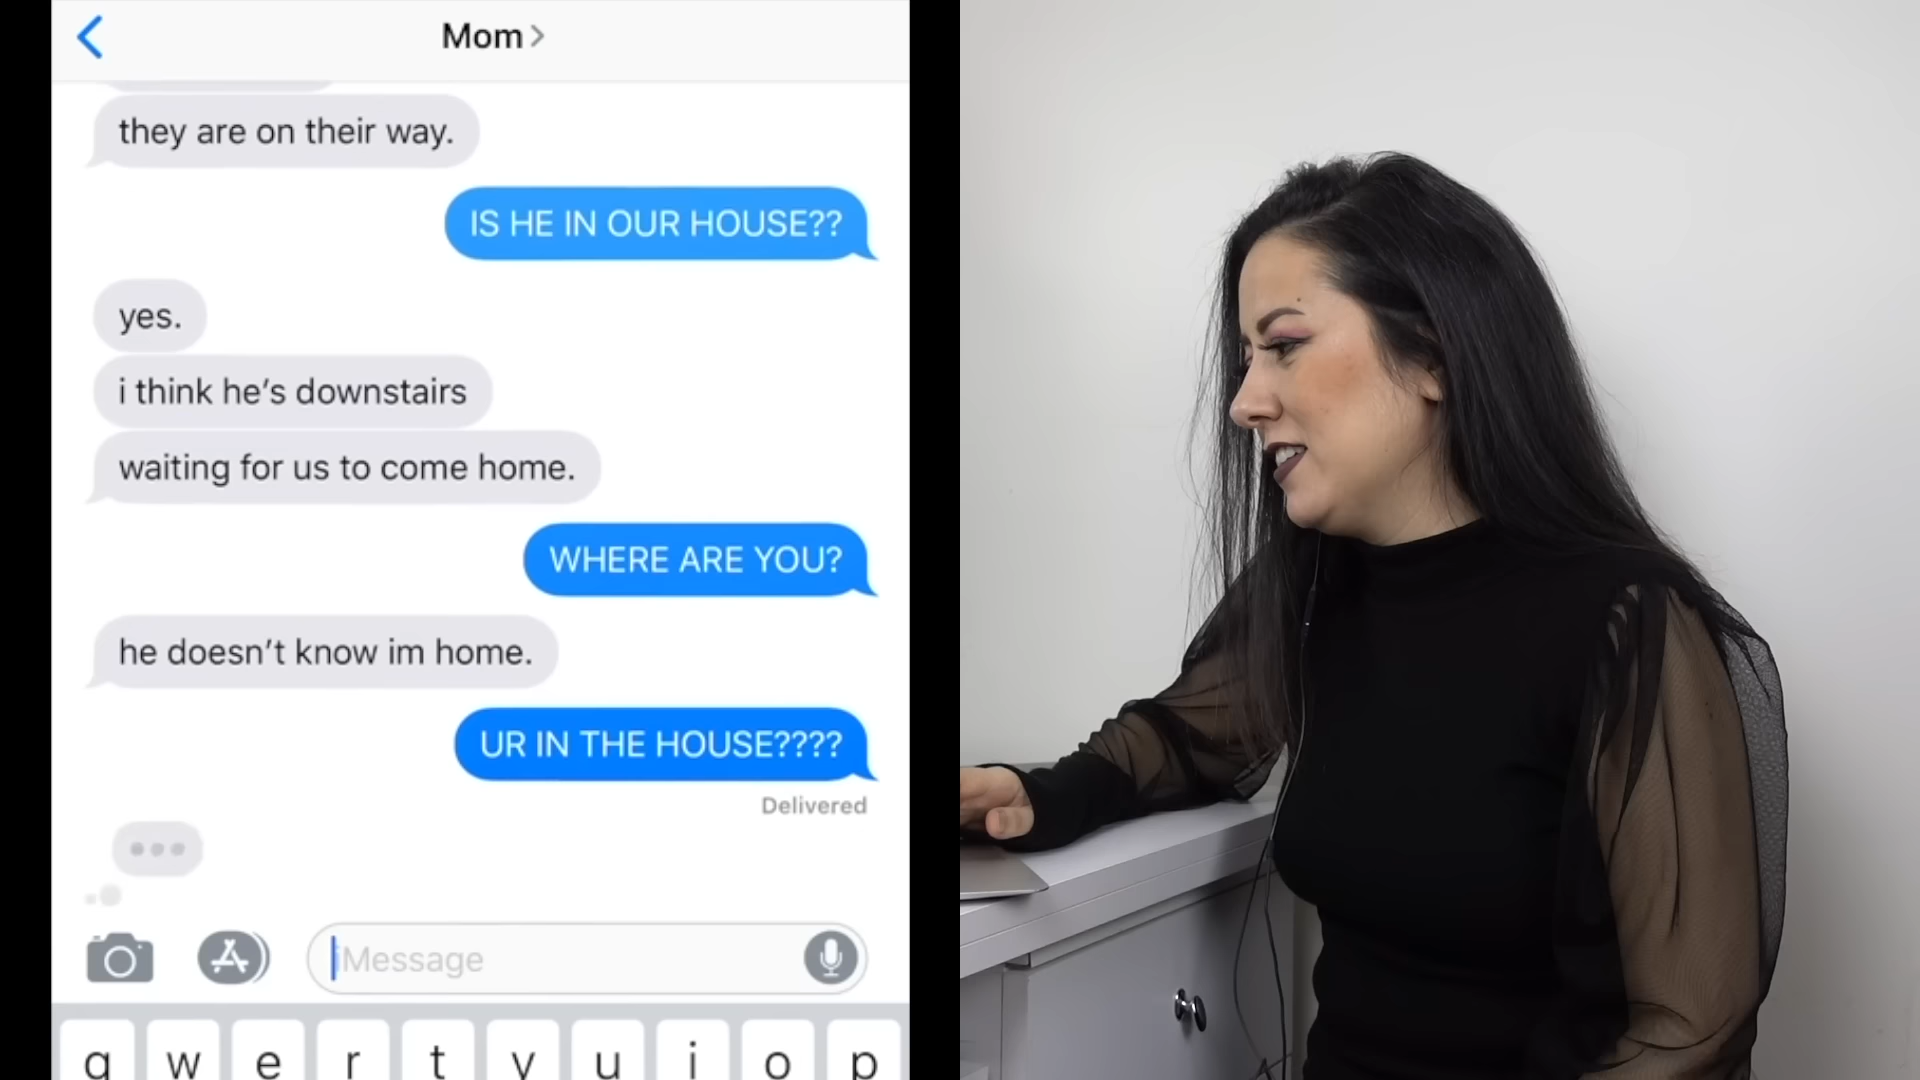 Mom
they are on their way.
IS HE IN OUR HOUSE??
yes.
i think he's downstairs
waiting for us to come home.
WHERE ARE YOU?
he doesn't know im home.
UR IN THE HOUSE????
Delivered
iMessage
q w e r t y u i o p